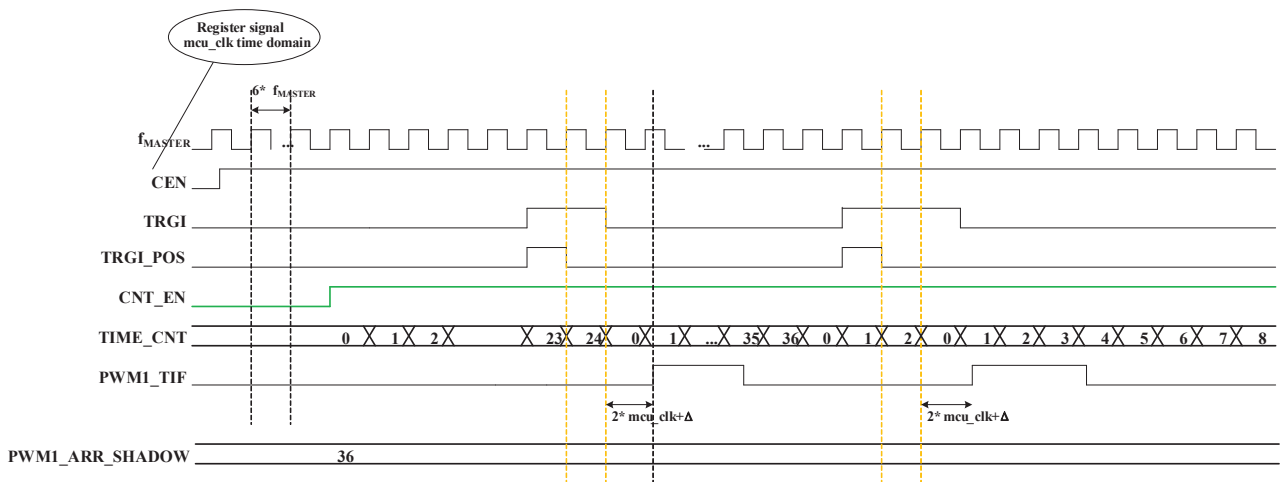 Register signal
mcu_clk time domain
6* fMASTER
fMASTER
...
...
CEN
TRGI
TRGI_POS
CNT_EN
TIME_CNT 0 1 2 23 24 0 1 ... 35 36 0 1 2 0 1 2 3 4 5 6 7 8
PWM1_TIF
2* mcu_clk+Δ 2* mcu_clk+Δ
PWM1_ARR_SHADOW 36